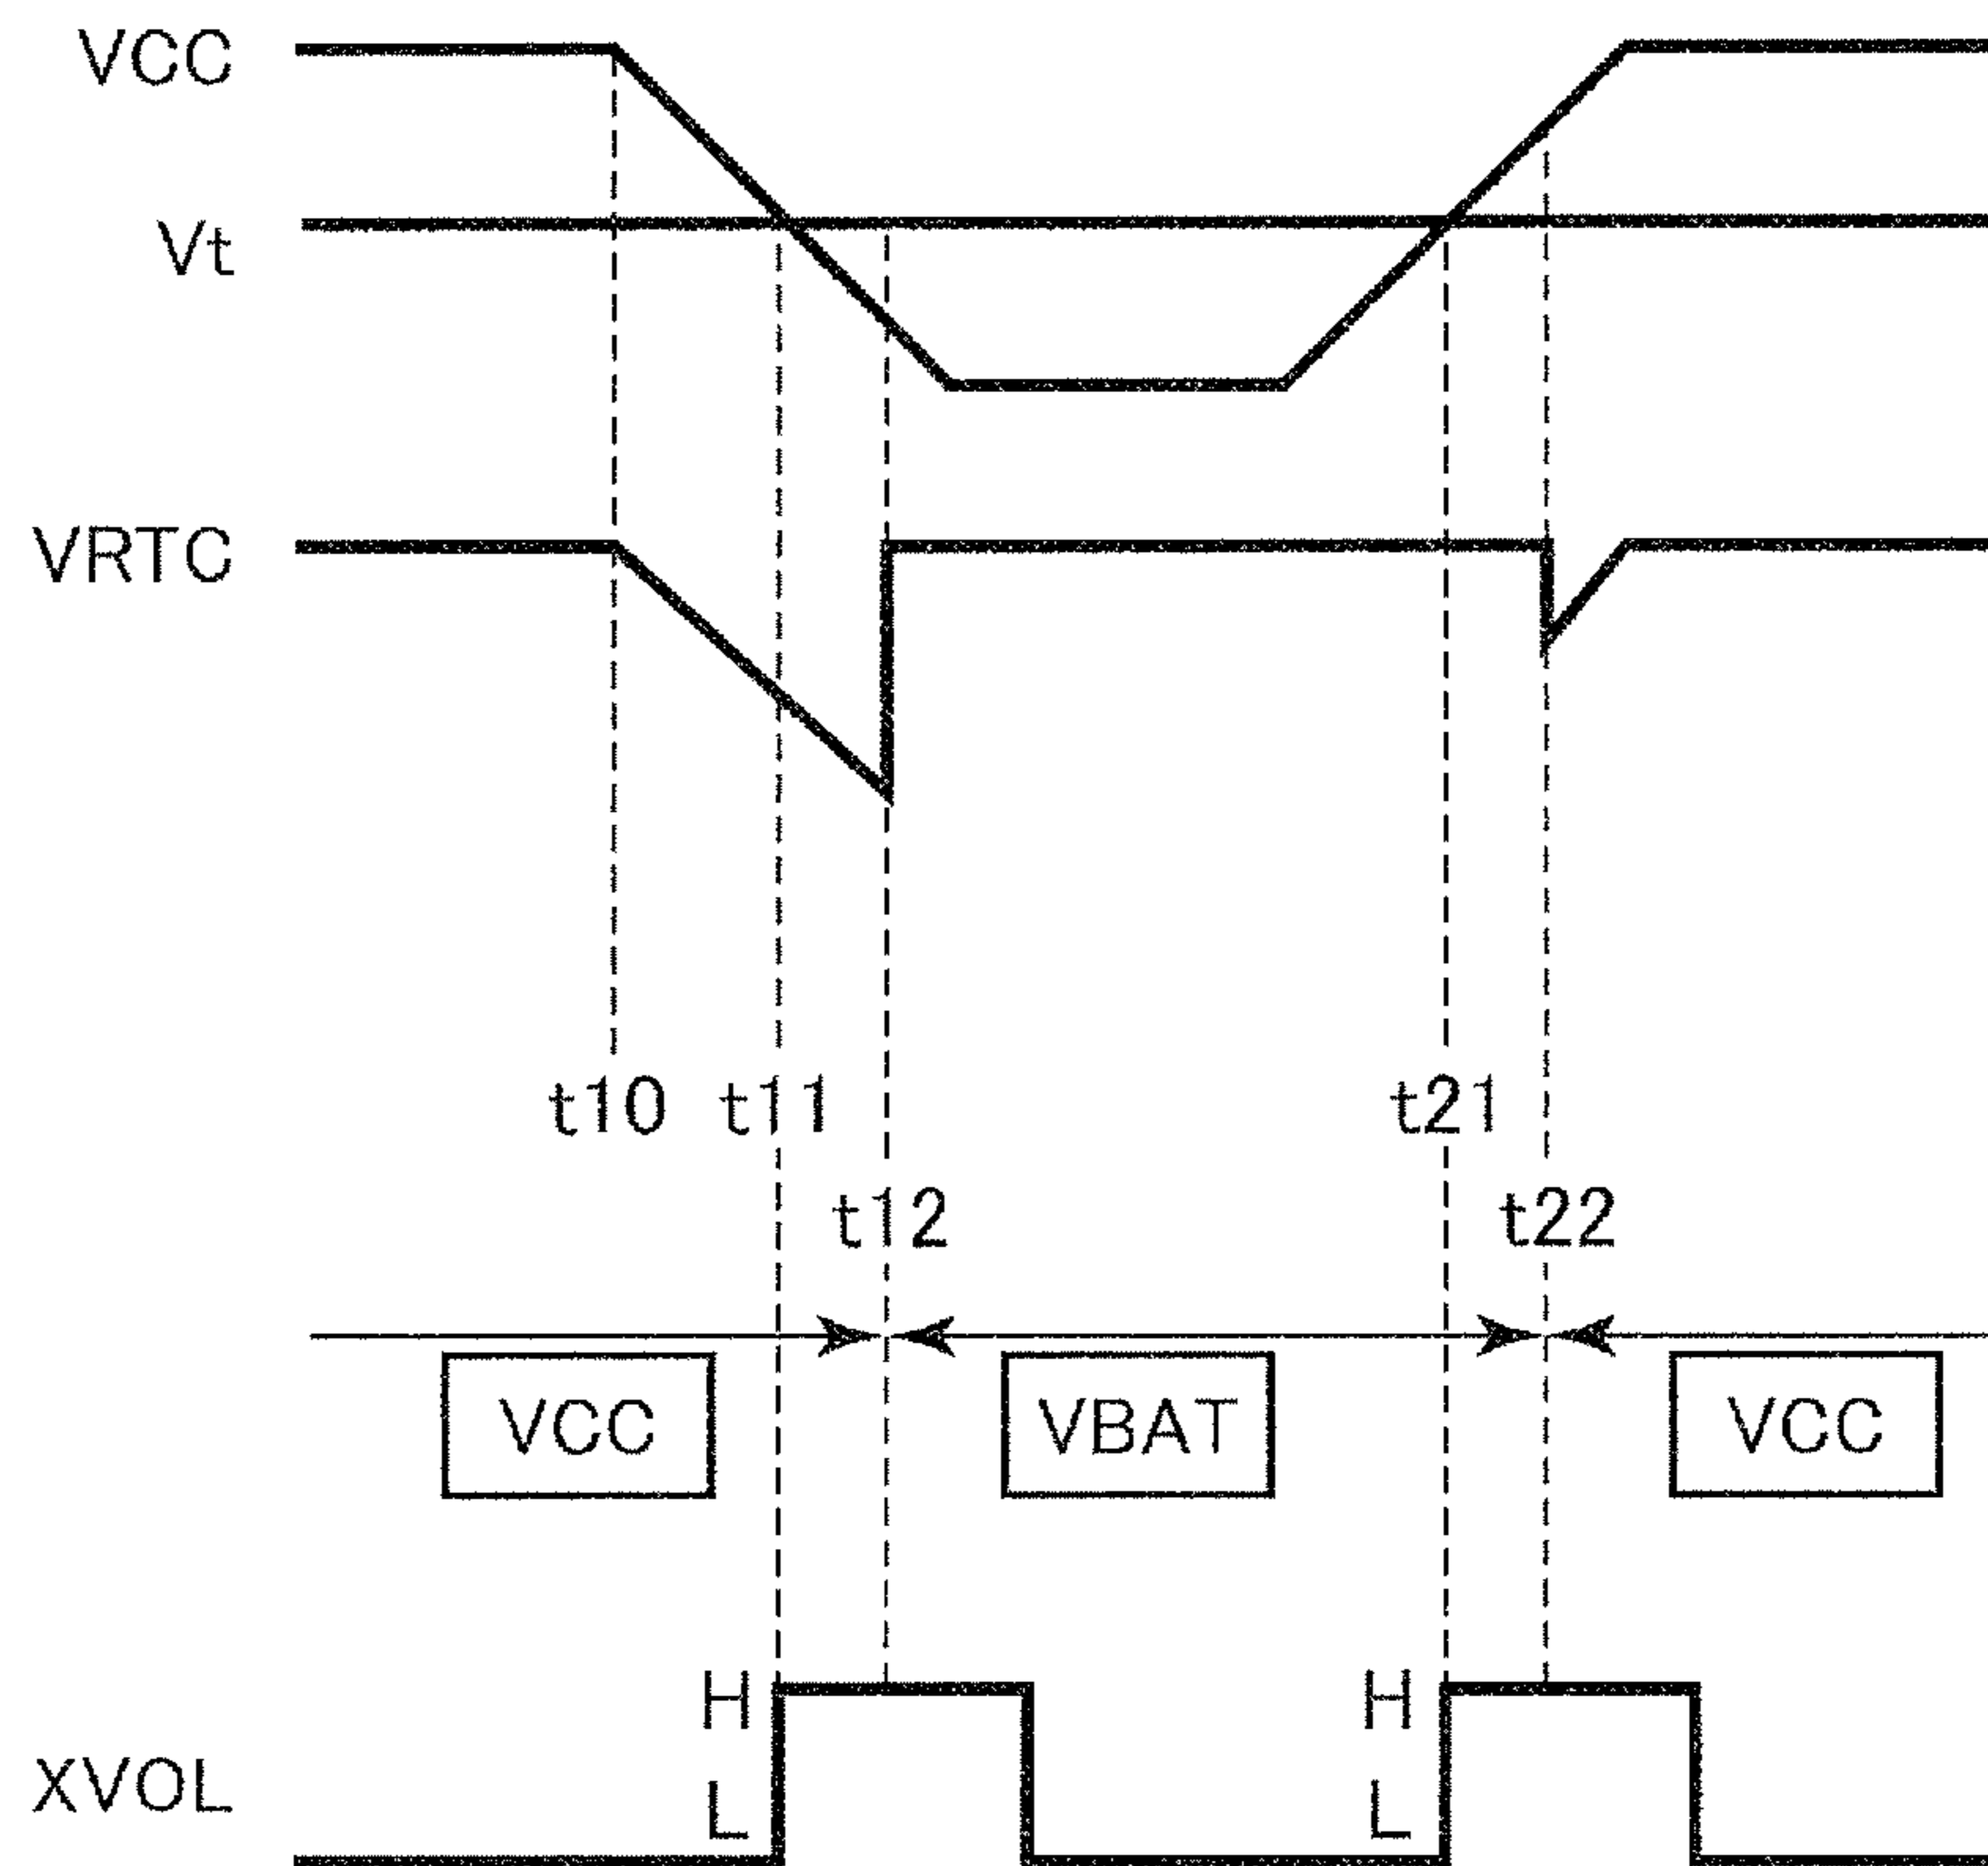 VCC
Vt
VRTC
t10 t11 t21
t12 t22
VCC VBAT VCC
H H
XVOL L L